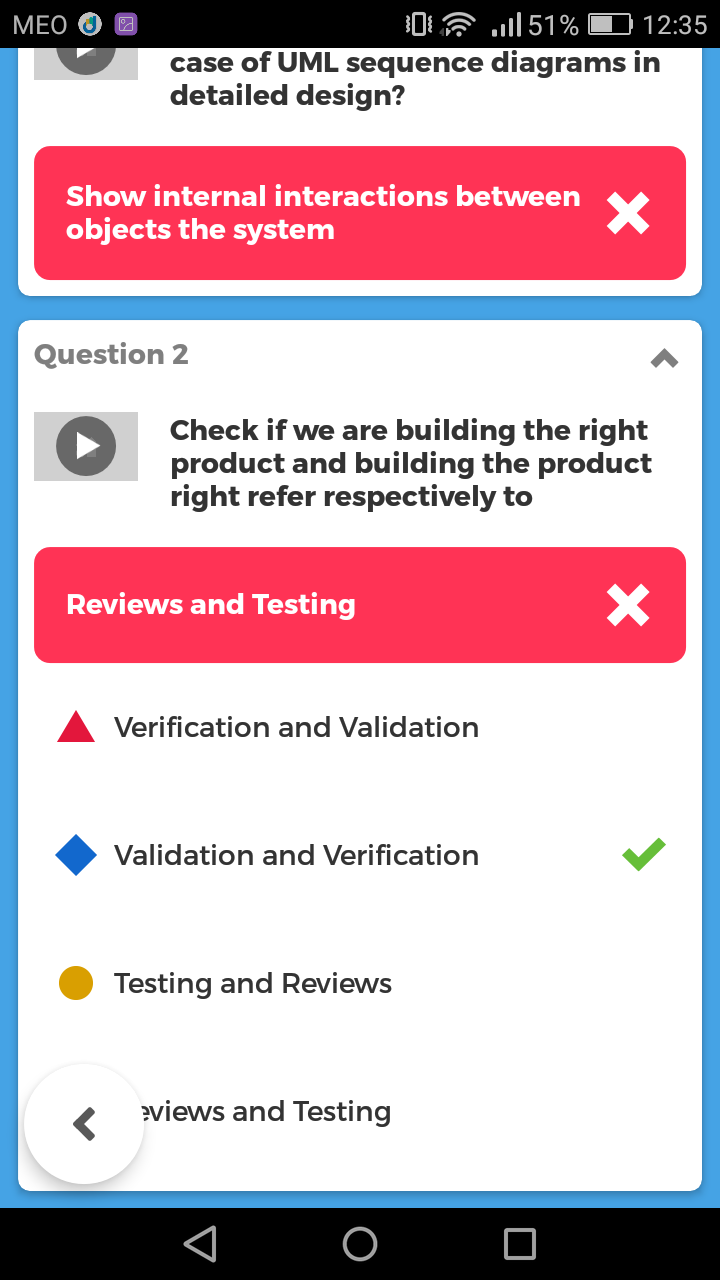 MEO 51% 12:35
case of UML sequence diagrams in
detailed design?
Show internal interactions between
objects the system
Question 2
Check if we are building the right
product and building the product
right refer respectively to
Reviews and Testing
Verification and Validation
Validation and Verification
Testing and Reviews
eviews and Testing